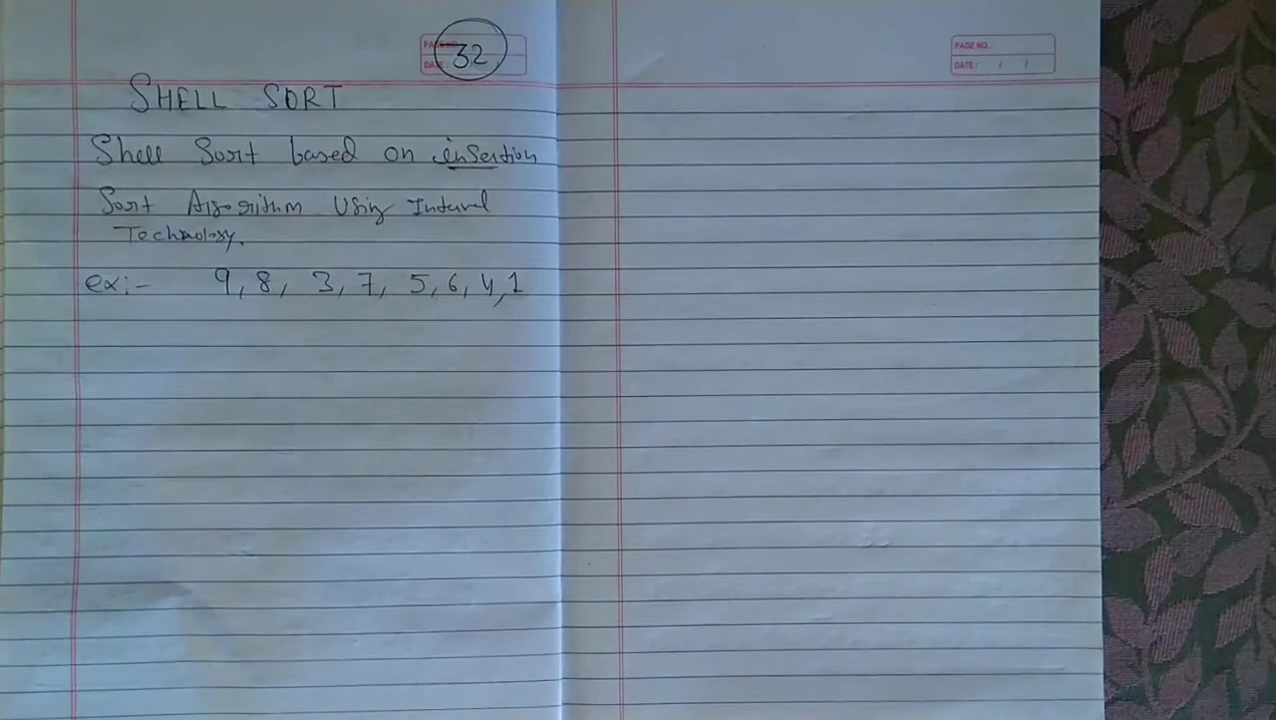 32
PAGE NO.
DATE: / /
SHELL SORT
Shell Sort based on insertion
Sort Algorithm Using Interval
Technology.
ex:- 9, 8, 3, 7, 5, 6, 4, 1